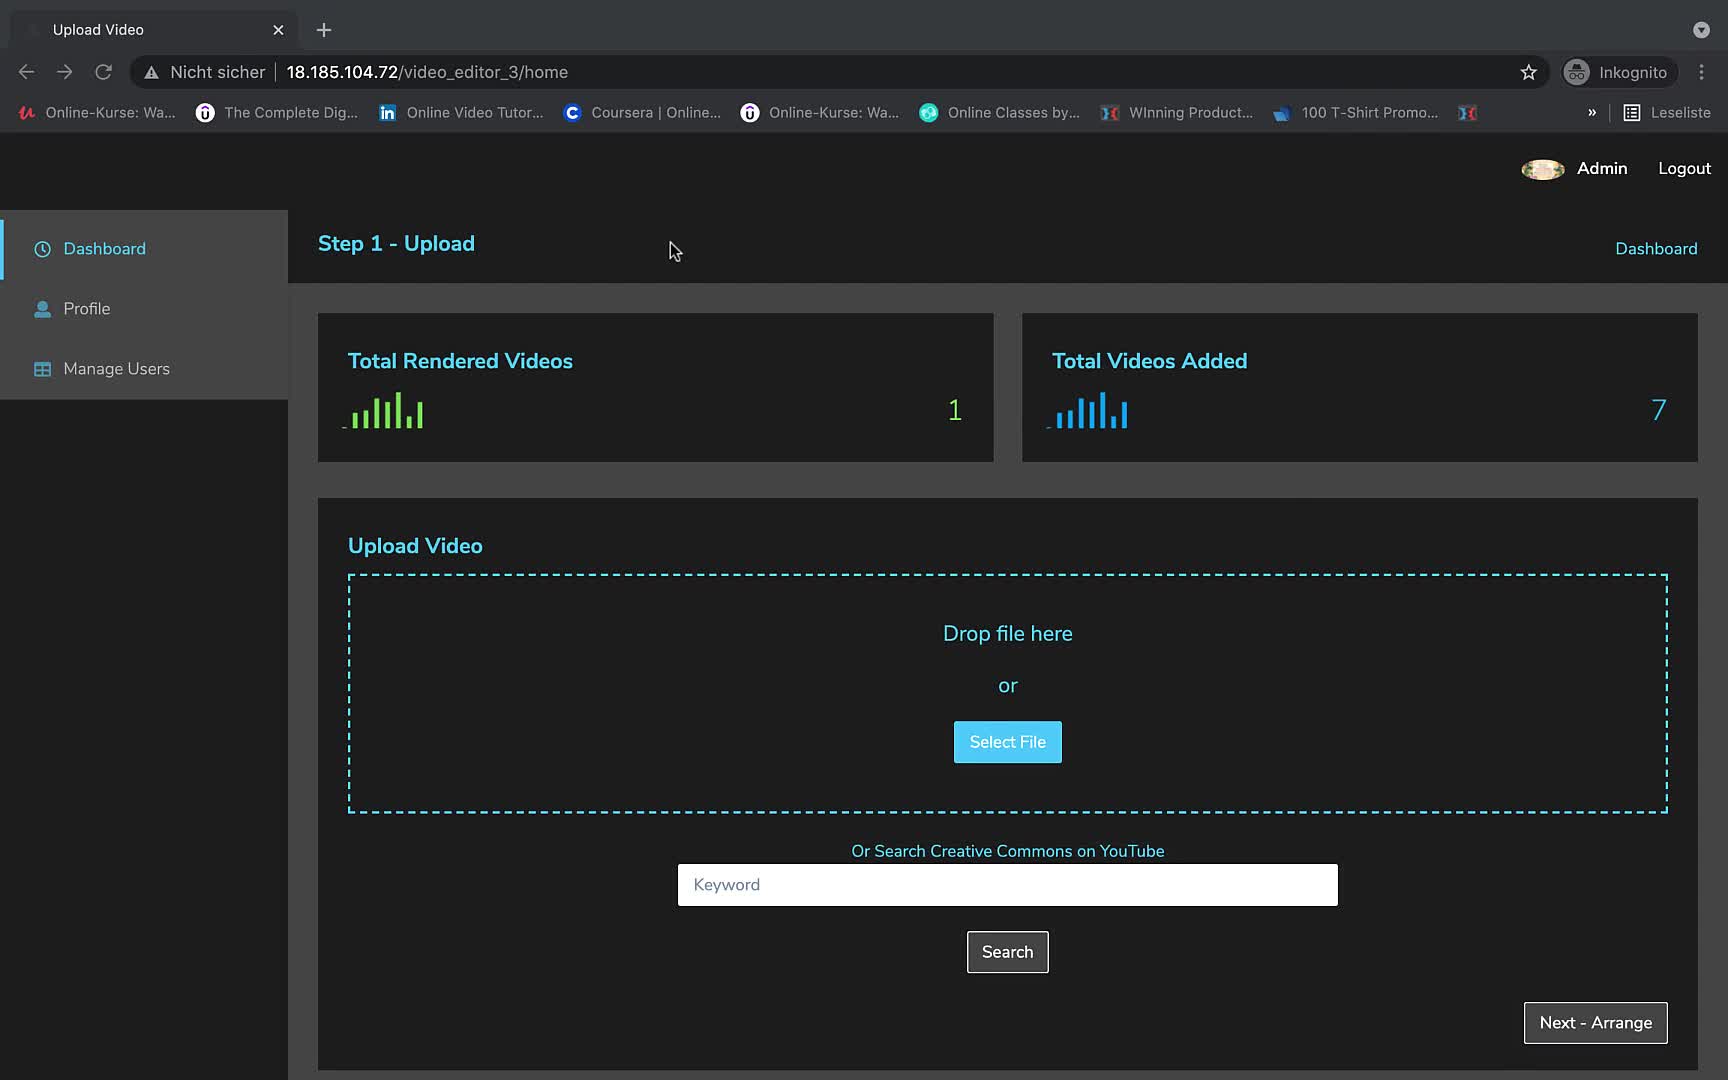 Upload Video
Nicht sicher 18.185.104.72/video_editor_3/home Inkognito
Online-Kurse: Wa... The Complete Dig... Online Video Tutor... Coursera | Online... Online-Kurse: Wa... Online Classes by... WInning Product... 100 T-Shirt Promo... » Leseliste
Admin Logout
Dashboard
Profile
Manage Users
Step 1 - Upload
Dashboard
Total Rendered Videos
1
Total Videos Added
7
Upload Video
Drop file here
or
Select File
Or Search Creative Commons on YouTube
Keyword
Search
Next - Arrange